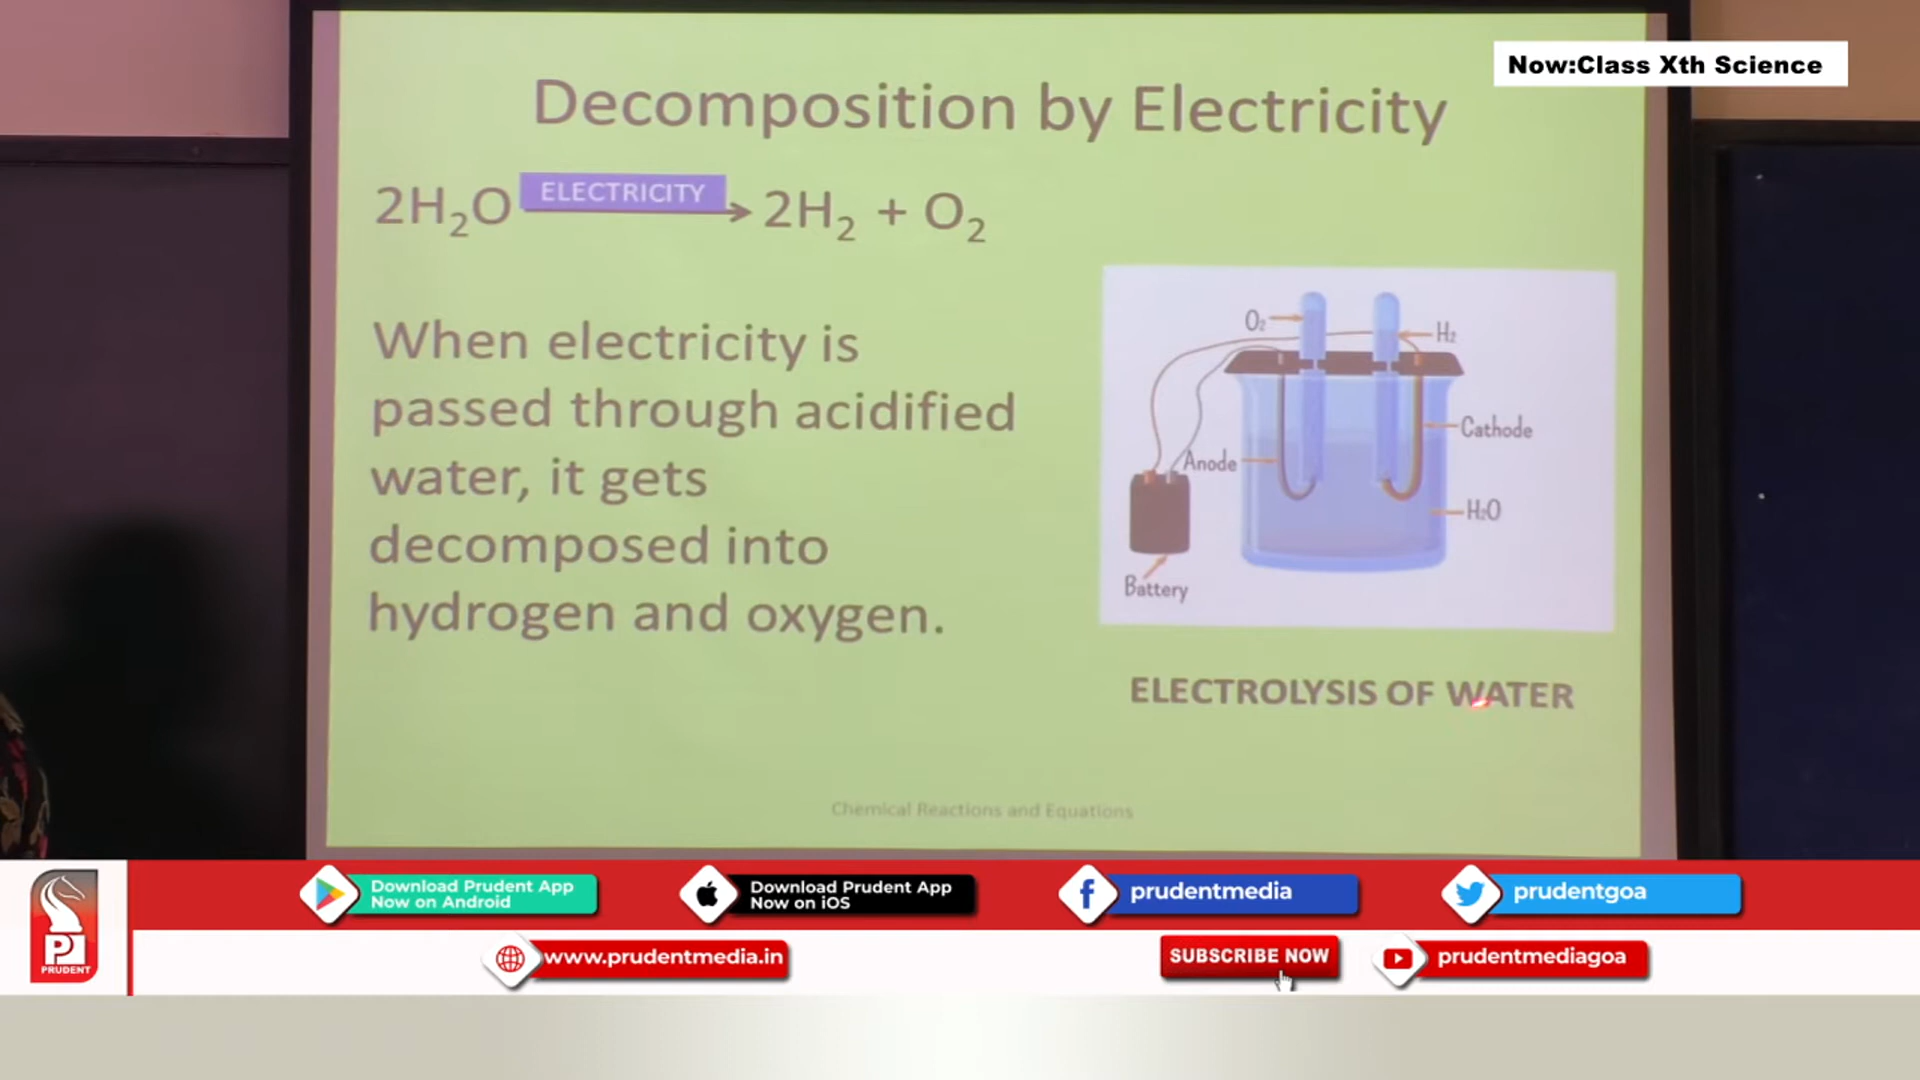 Now:Class Xth Science
Decomposition by Electricity
2H₂O ELECTRICITY → 2H₂ + O₂
When electricity is
passed through acidified
water, it gets
decomposed into
hydrogen and oxygen.
O₂
H₂
Cathode
Anode
H₂O
Battery
ELECTROLYSIS OF WATER
Chemical Reactions and Equations
Download Prudent App
Now on Android
Download Prudent App
Now on iOS
prudentmedia
prudentgoa
PRUDENT
www.prudentmedia.in
SUBSCRIBE NOW
prudentmediagoa